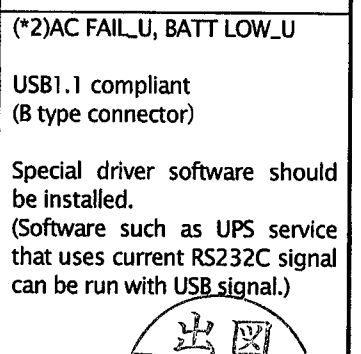 (*2)AC FAIL_U, BATT LOW_U
USB1.1 compliant
(B type connector)
Special driver software should
be installed.
(Software such as UPS service
that uses current RS232C signal
can be run with USB signal.)
出図